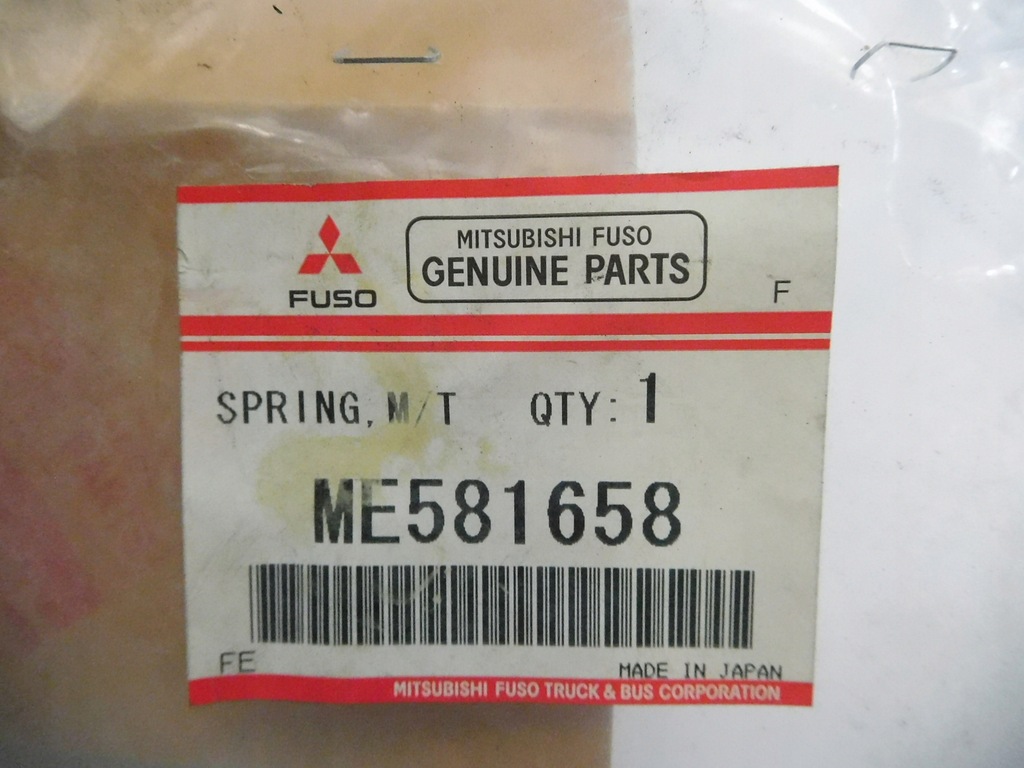 MITSUBISHI FUSO
GENUINE PARTS
FUSO
F
SPRING, M/T QTY: 1
ME581658
FE
MADE IN JAPAN
MITSUBISHI FUSO TRUCK & BUS CORPORATION